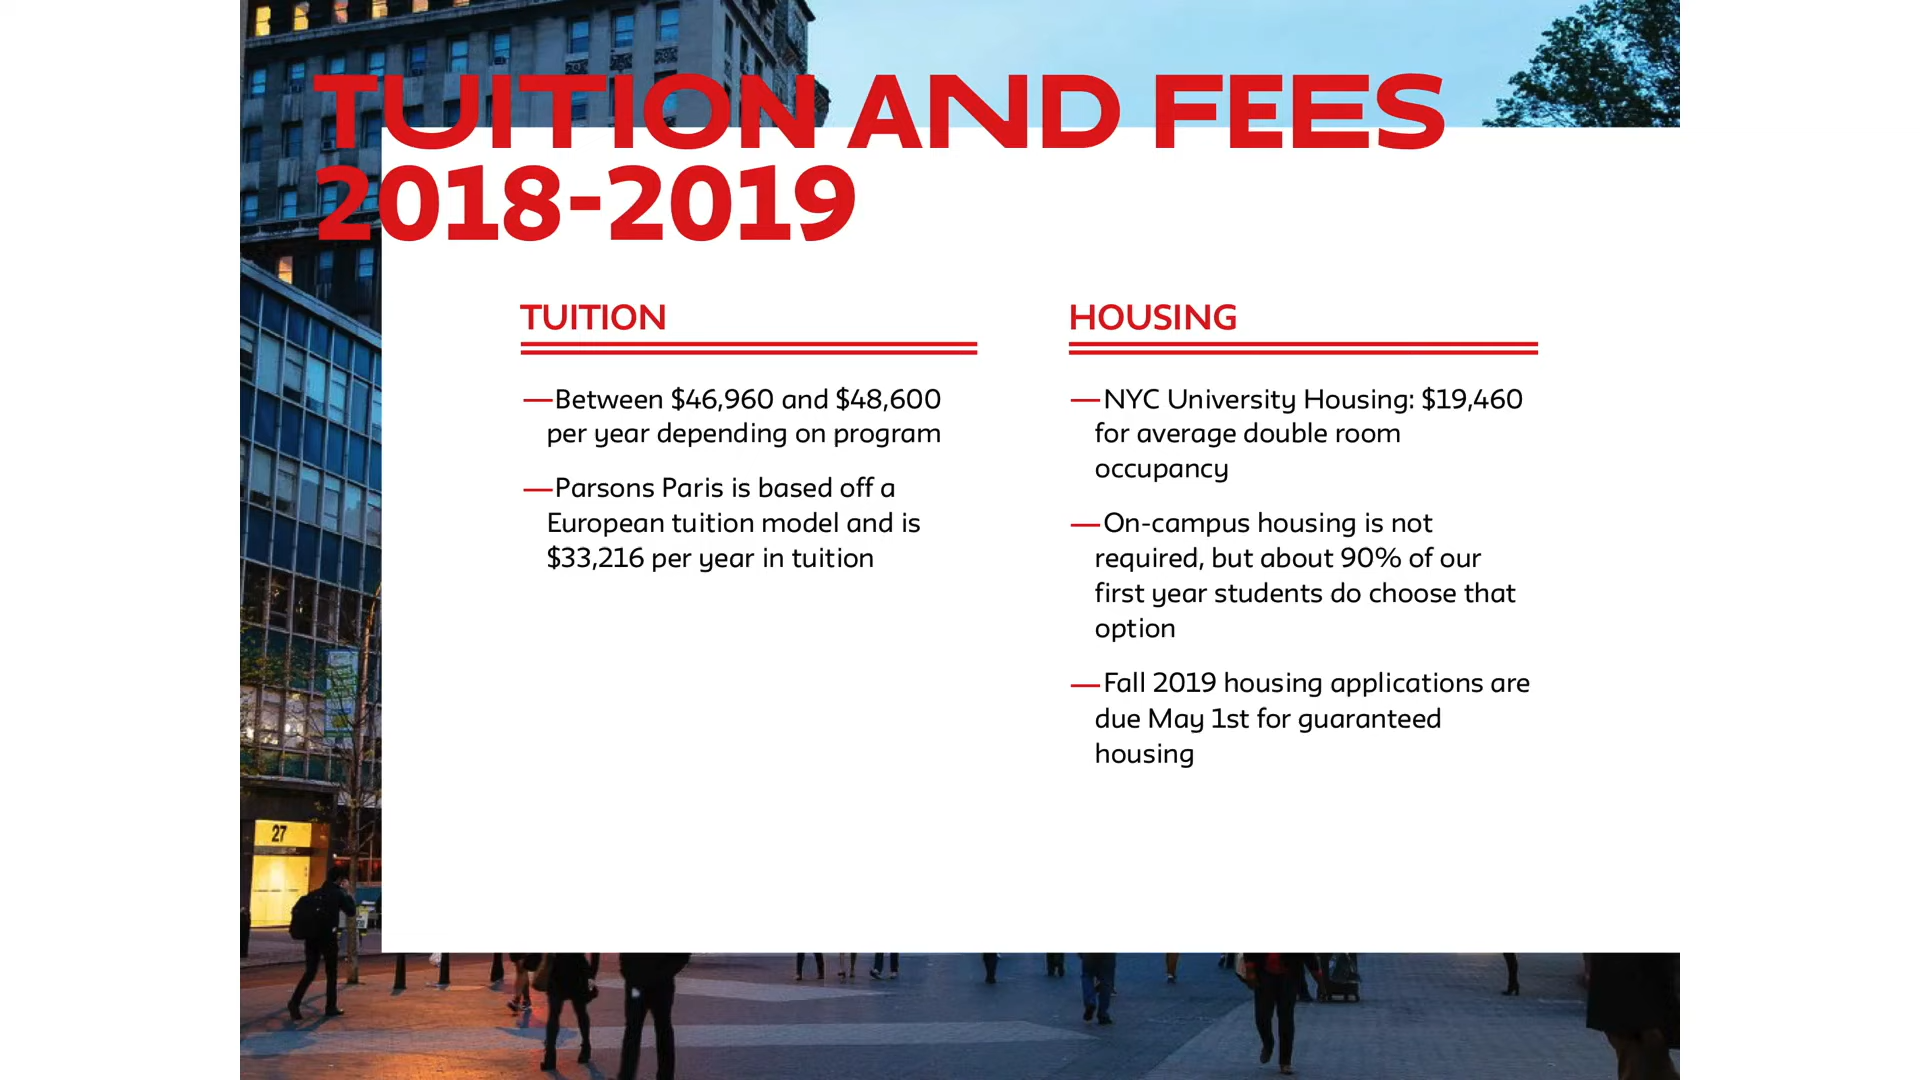 TUITION AND FEES
2018-2019
TUITION
—Between $46,960 and $48,600
per year depending on program
—Parsons Paris is based off a
European tuition model and is
$33,216 per year in tuition
HOUSING
—NYC University Housing: $19,460
for average double room
occupancy
—On-campus housing is not
required, but about 90% of our
first year students do choose that
option
—Fall 2019 housing applications are
due May 1st for guaranteed
housing
27